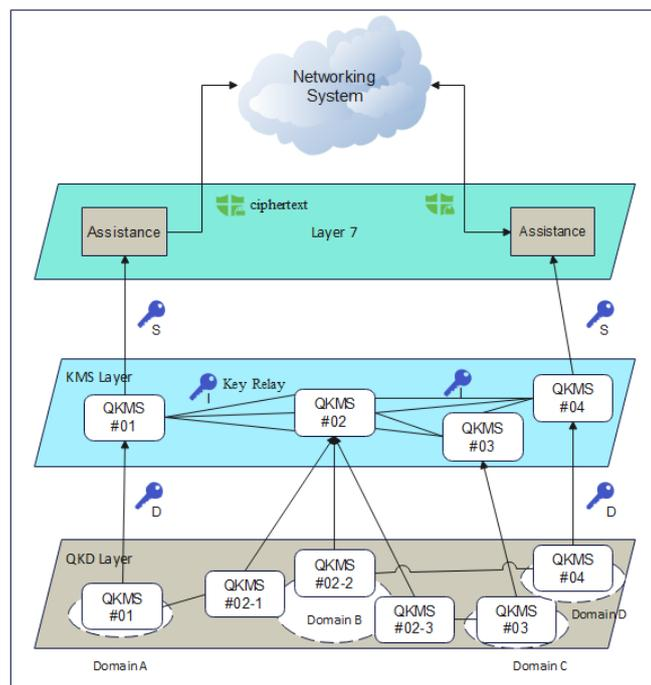 Networking
System
ciphertext
Assistance
Layer 7
Assistance
S
S
KMS Layer
I
Key Relay
I
QKMS
#01
QKMS
#02
QKMS
#03
QKMS
#04
D
D
QKD Layer
QKMS
#01
QKMS
#02-1
QKMS
#02-2
Domain B
QKMS
#02-3
QKMS
#03
QKMS
#04
Domain D
Domain A
Domain C